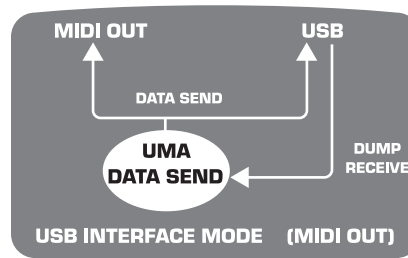 MIDI OUT USB
DATA SEND
UMA
DATA SEND
DUMP
RECEIVE
USB INTERFACE MODE (MIDI OUT)